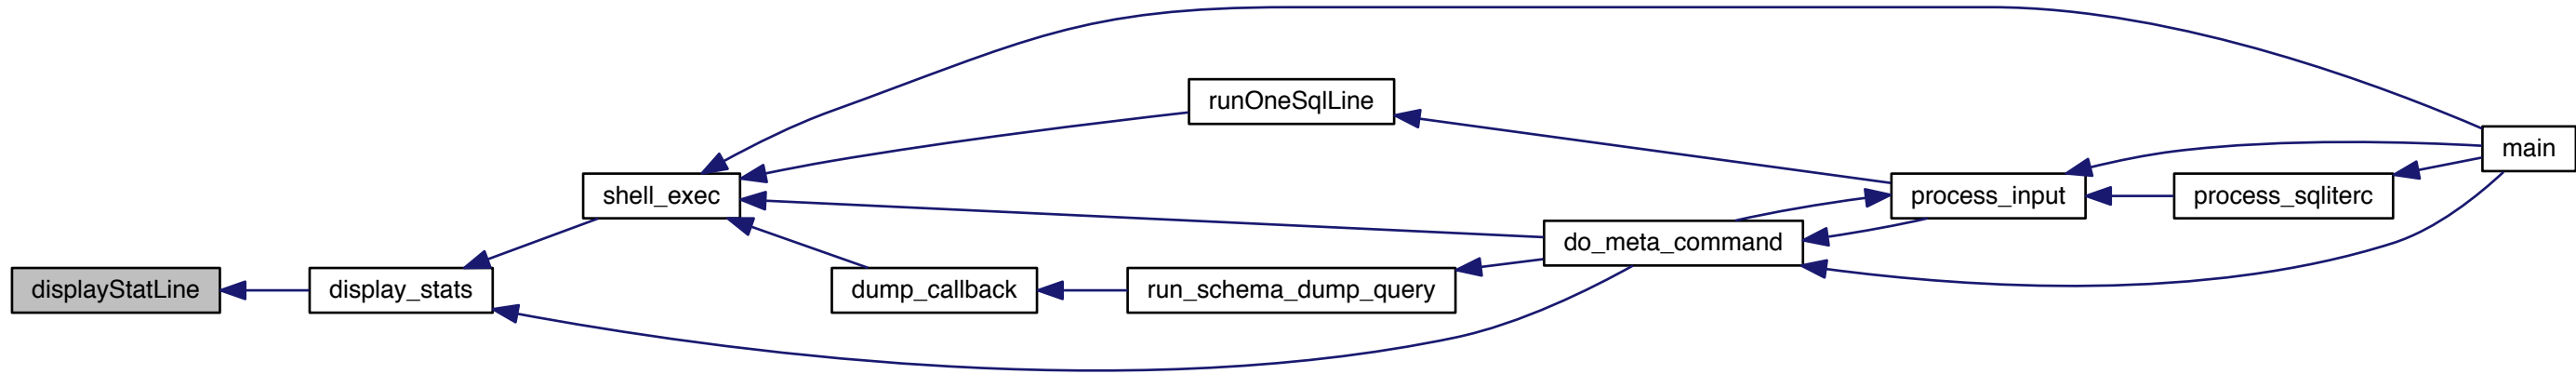 displayStatLine
display_stats
shell_exec
dump_callback
runOneSqlLine
run_schema_dump_query
do_meta_command
process_input
process_sqliterc
main